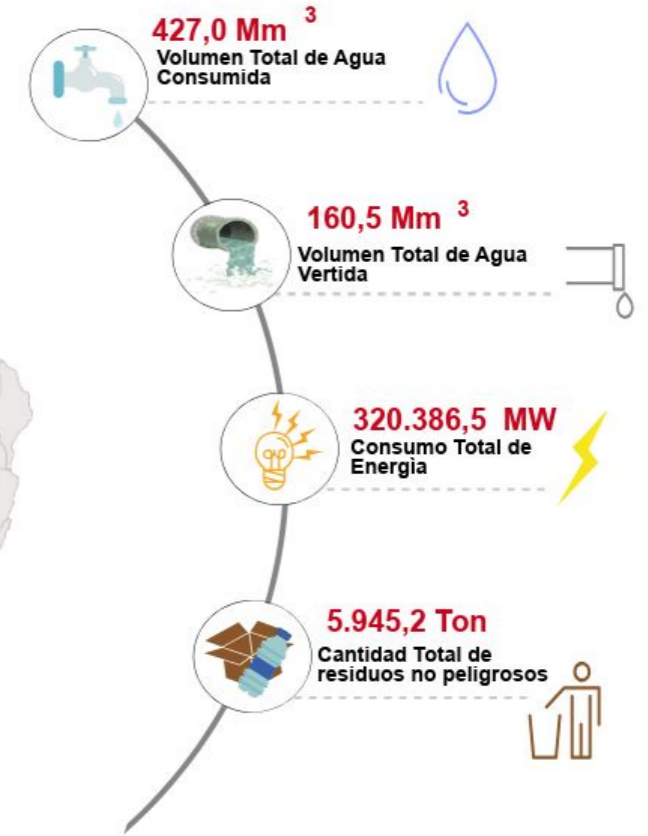 427,0 Mm ³
Volumen Total de Agua
Consumida
160,5 Mm ³
Volumen Total de Agua
Vertida
320.386,5 MW
Consumo Total de
Energìa
5.945,2 Ton
Cantidad Total de
residuos no peligrosos